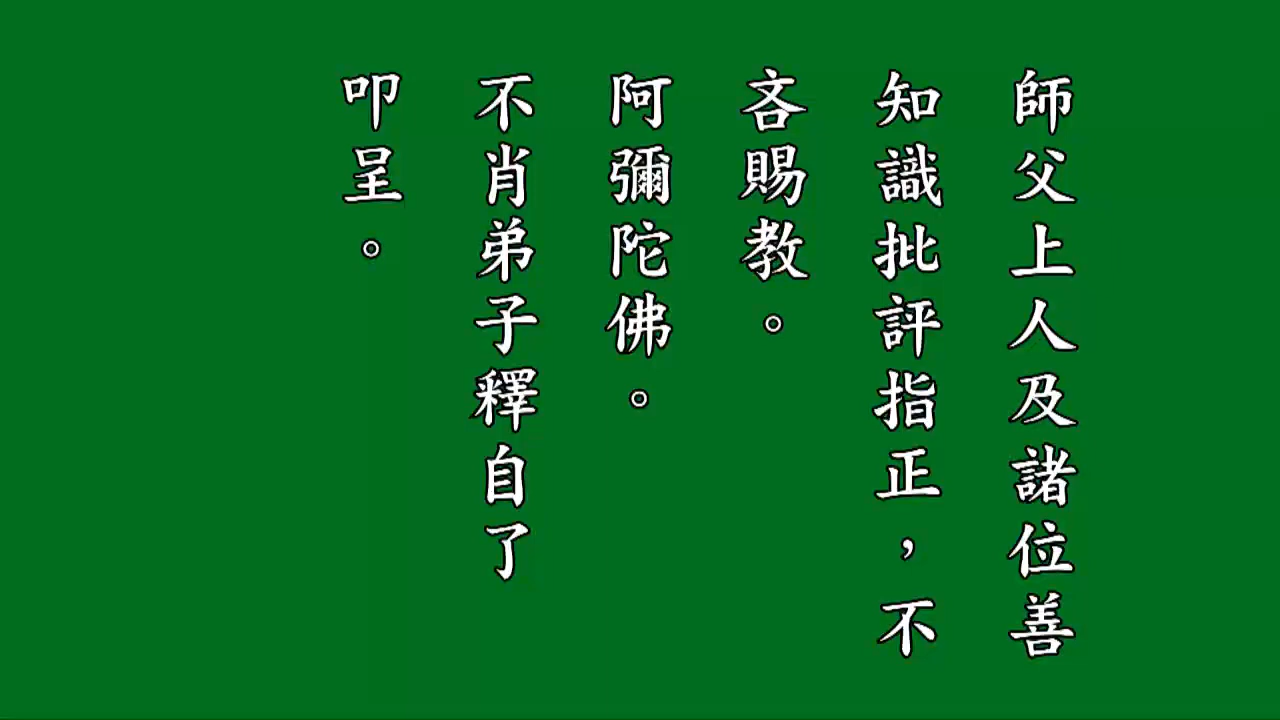 師父上人及諸位善
知識批評指正，不
吝賜教。
阿彌陀佛。
不肖弟子釋自了
叩呈。